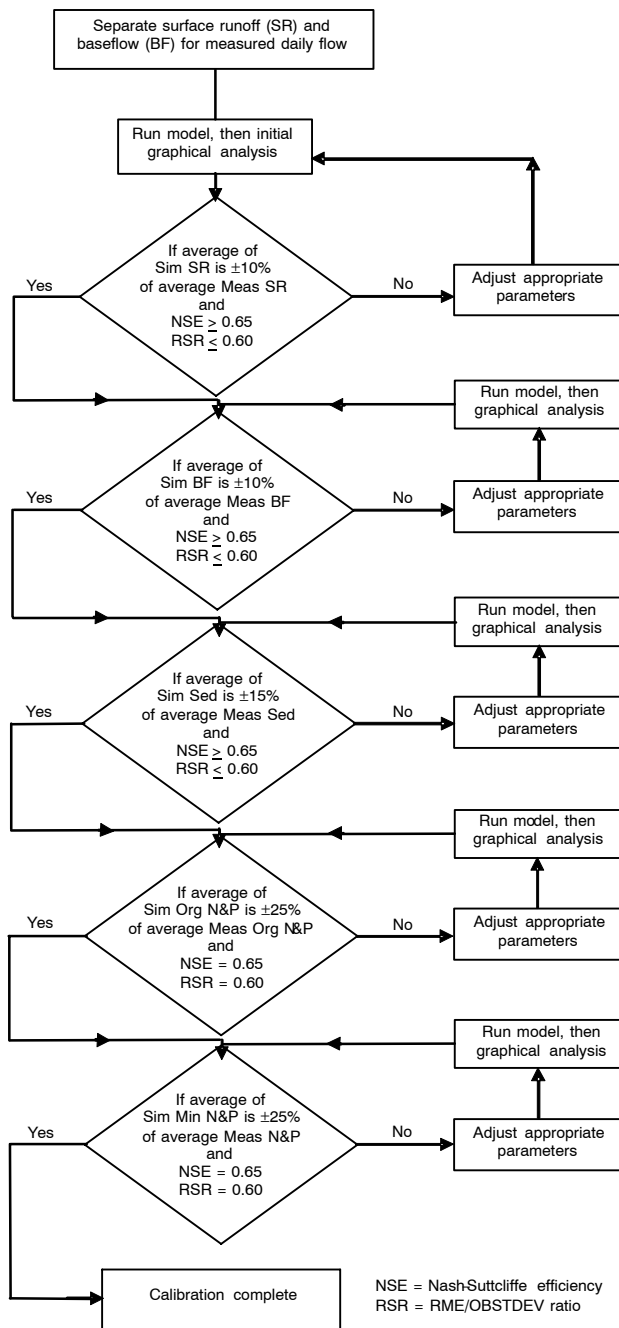 Separate surface runoff (SR) and
baseflow (BF) for measured daily flow
Run model, then initial
graphical analysis
If average of
Sim SR is ±10%
of average Meas SR
and
NSE ≥ 0.65
RSR ≤ 0.60
Yes
No
Adjust appropriate
parameters
Run model, then
graphical analysis
If average of
Sim BF is ±10%
of average Meas BF
and
NSE ≥ 0.65
RSR ≤ 0.60
Yes
No
Adjust appropriate
parameters
Run model, then
graphical analysis
If average of
Sim Sed is ±15%
of average Meas Sed
and
NSE ≥ 0.65
RSR ≤ 0.60
Yes
No
Adjust appropriate
parameters
Run model, then
graphical analysis
If average of
Sim Org N&P is ±25%
of average Meas Org N&P
and
NSE = 0.65
RSR = 0.60
Yes
No
Adjust appropriate
parameters
Run model, then
graphical analysis
If average of
Sim Min N&P is ±25%
of average Meas N&P
and
NSE = 0.65
RSR = 0.60
Yes
No
Adjust appropriate
parameters
Calibration complete
NSE = Nash-Suttcliffe efficiency
RSR = RME/OBSTDEV ratio